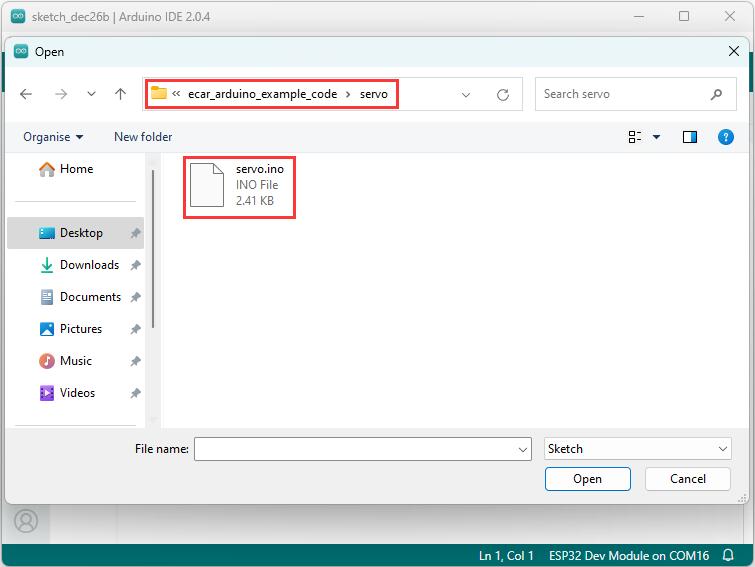 sketch_dec26b | Arduino IDE 2.0.4
Open
« ecar_arduino_example_code › servo
Search servo
Organise
New folder
Home
servo.ino
INO File
2.41 KB
Desktop
Downloads
Documents
Pictures
Music
Videos
File name:
Sketch
Open
Cancel
Ln 1, Col 1
ESP32 Dev Module on COM16